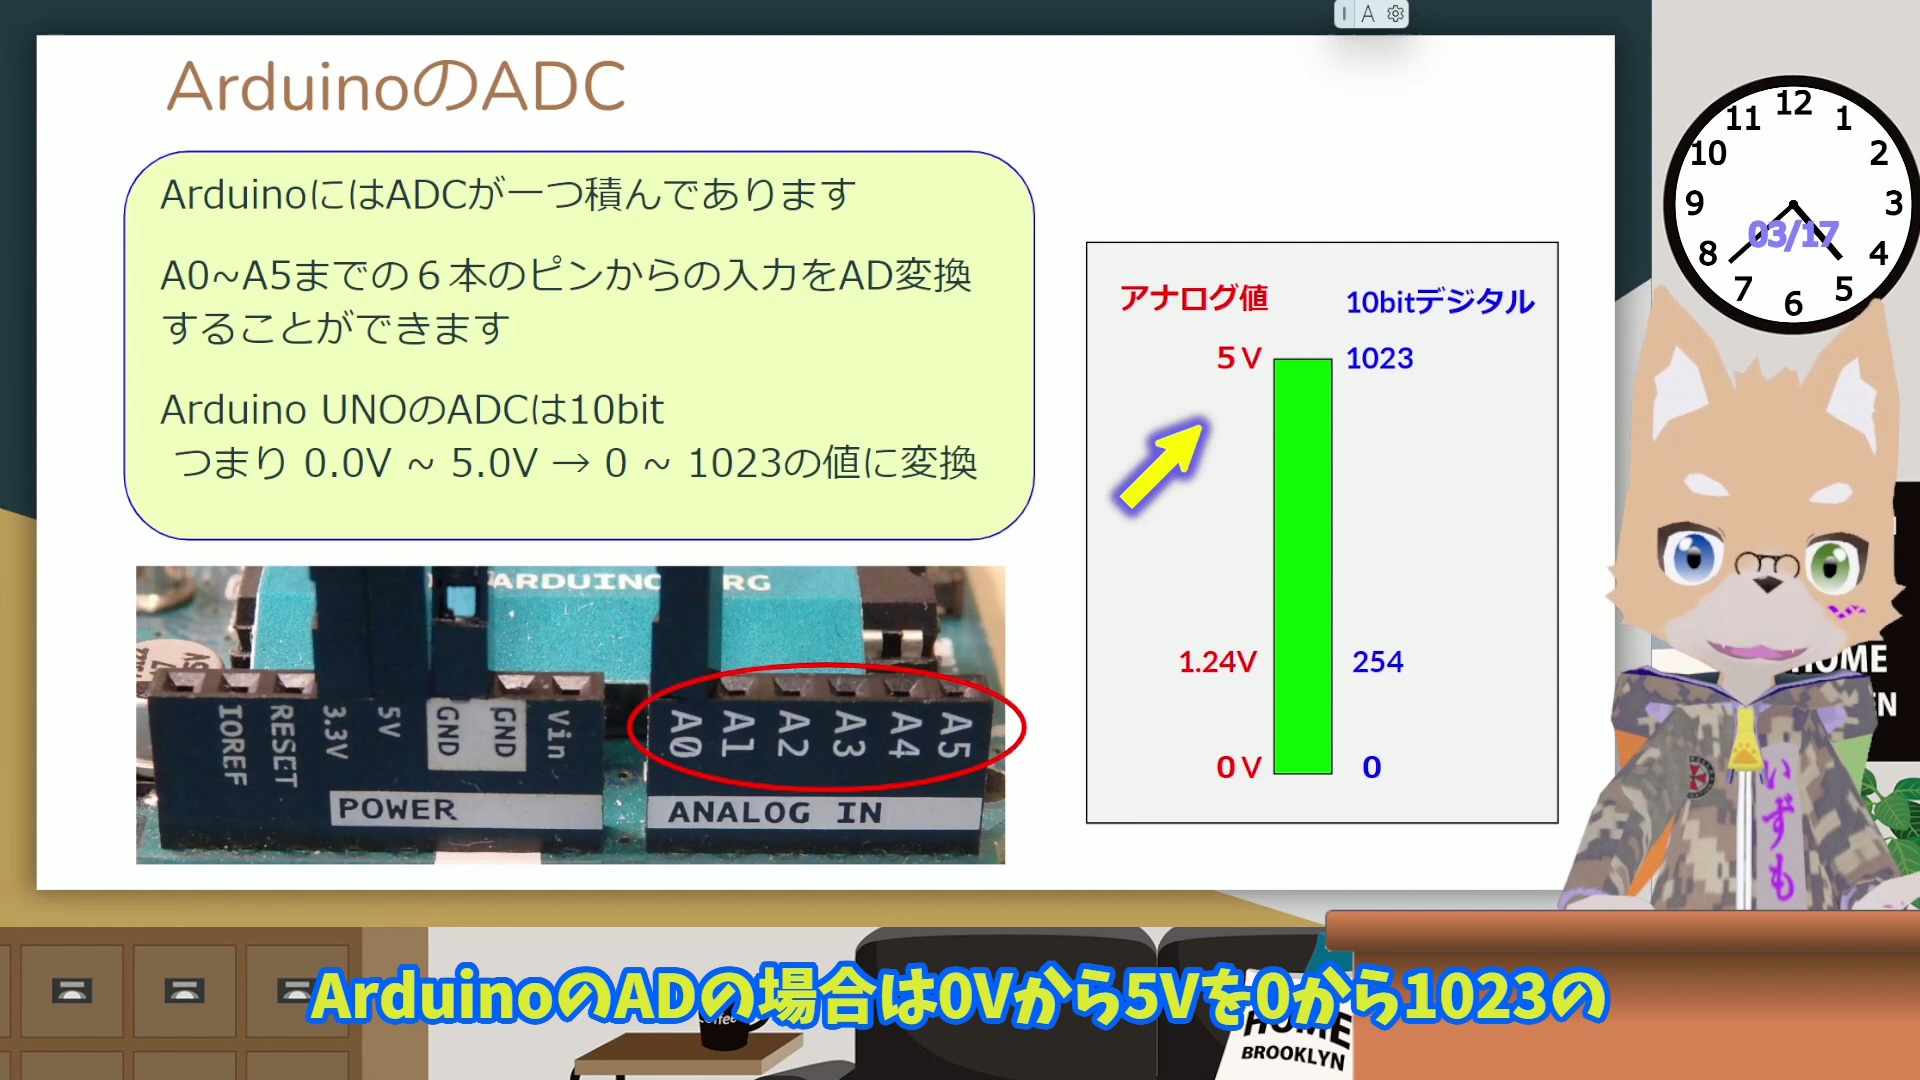 A
ArduinoのADC
ArduinoにはADCが一つ積んであります
A0~A5までの６本のピンからの入力をAD変換
することができます
Arduino UNOのADCは10bit
つまり 0.0V ~ 5.0V → 0 ~ 1023の値に変換
アナログ値
10bitデジタル
5V
1023
1.24V
254
0V
0
ARDUINO
RG
IOREF
RESET
3.3V
5V
GND
GND
Vin
POWER
A0
A1
A2
A3
A4
A5
ANALOG IN
12
1
2
3
4
5
6
7
8
9
10
11
03/17
HOME
いずも
ArduinoのADの場合は0Vから5Vを0から1023の
HOME
BROOKLYN